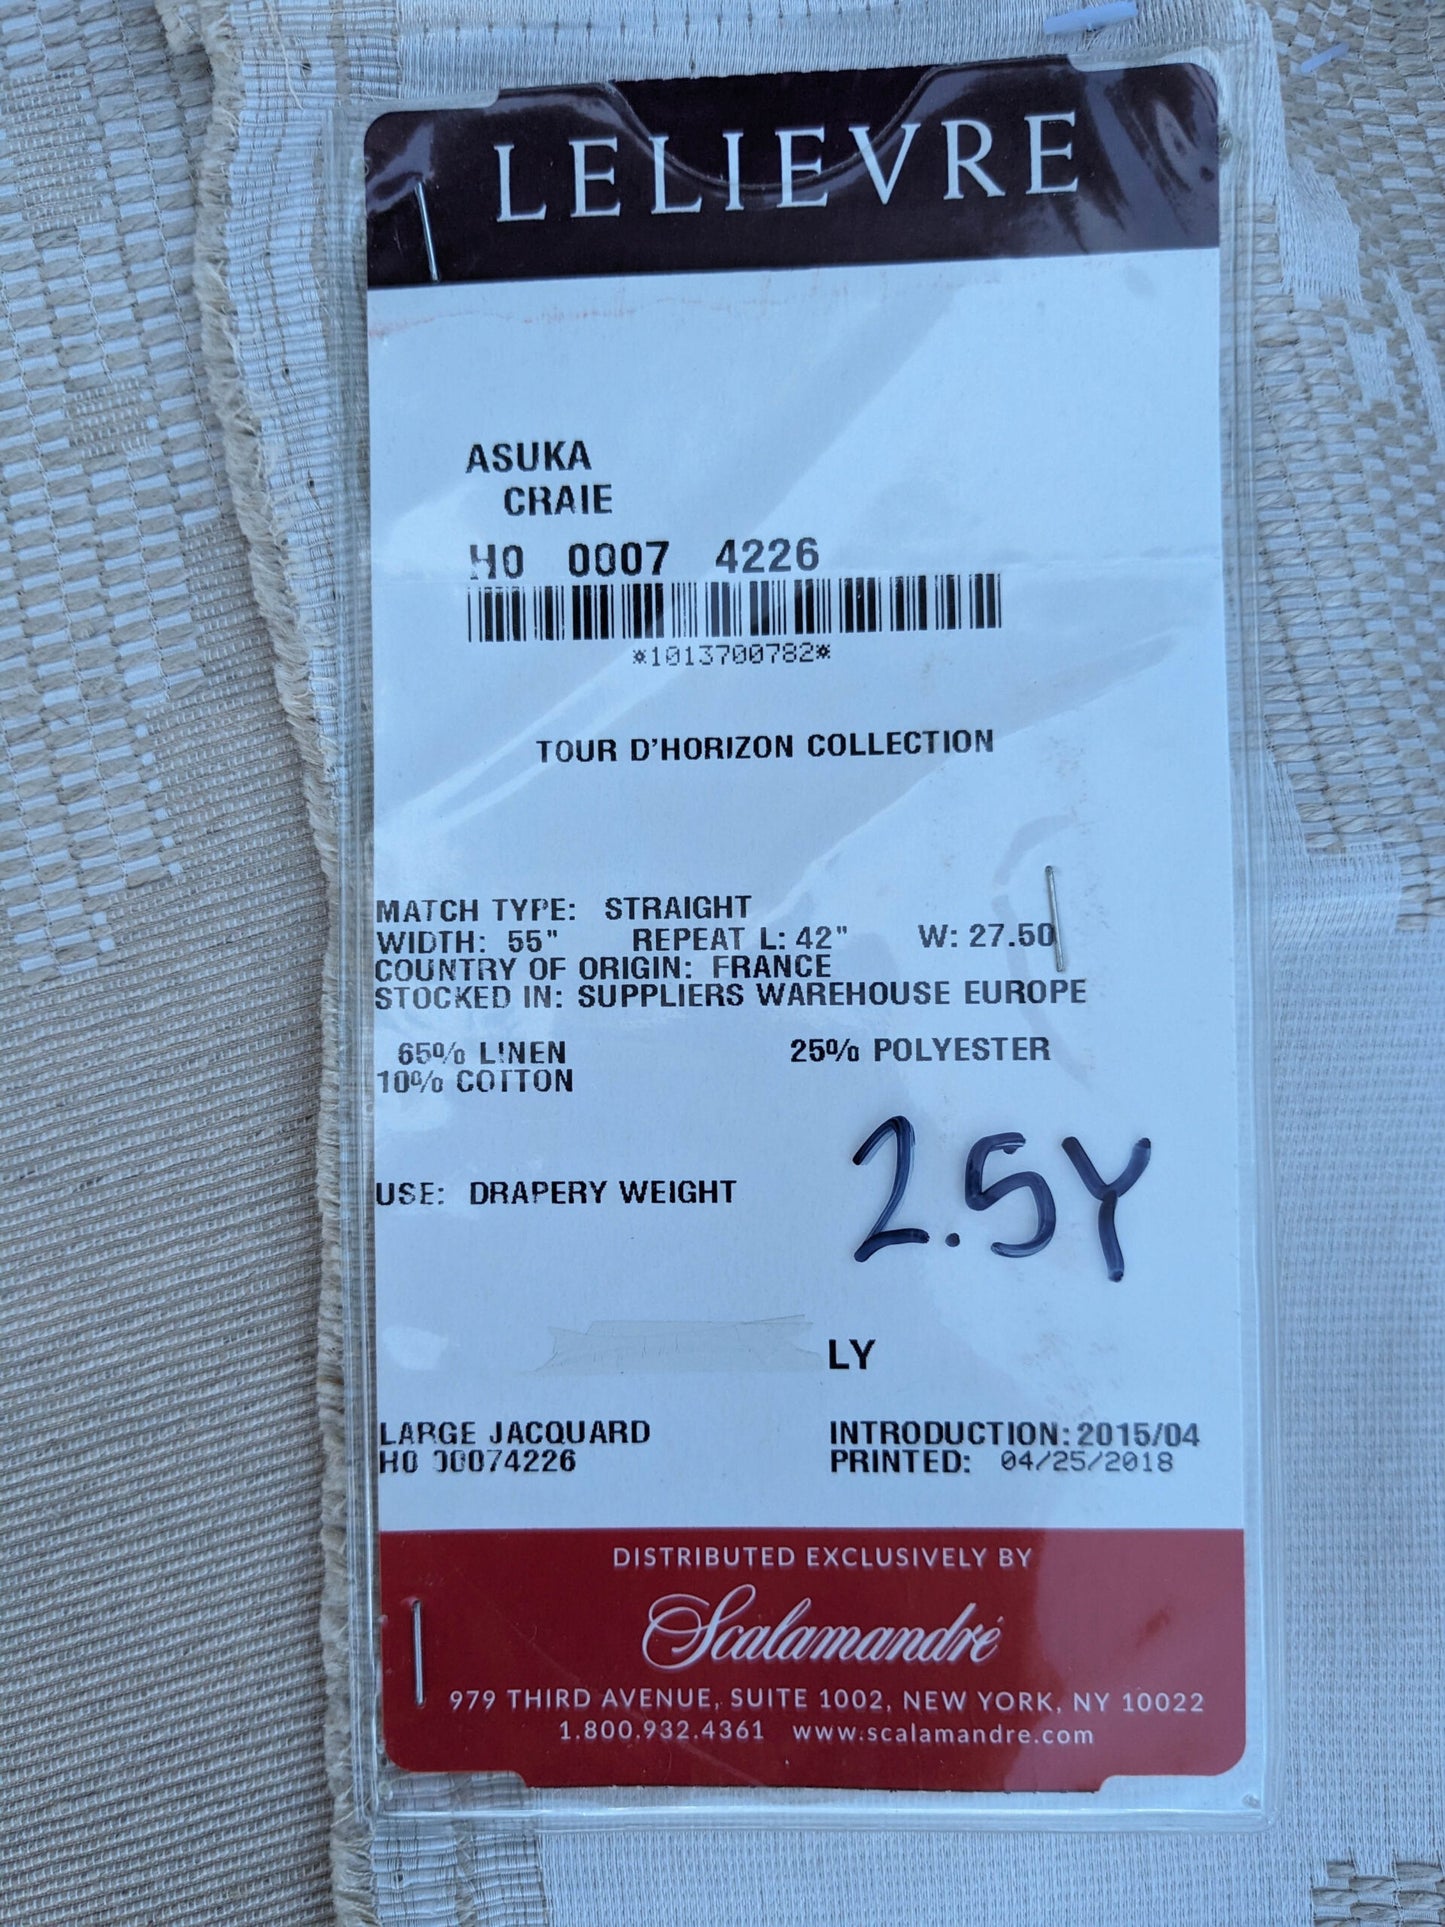 LELIEVRE
ASUKA
CRAIE
H0 0007 4226
*1013700782*
TOUR D'HORIZON COLLECTION
MATCH TYPE: STRAIGHT
WIDTH: 55" REPEAT L: 42" W: 27.50
COUNTRY OF ORIGIN: FRANCE
STOCKED IN: SUPPLIERS WAREHOUSE EUROPE
65% LINEN 25% POLYESTER
10% COTTON
2.5Y
USE: DRAPERY WEIGHT
LY
LARGE JACQUARD INTRODUCTION: 2015/04
H0 00074226 PRINTED: 04/25/2018
DISTRIBUTED EXCLUSIVELY BY
Scalamandré
979 THIRD AVENUE, SUITE 1002, NEW YORK, NY 10022
1.800.932.4361 www.scalamandre.com